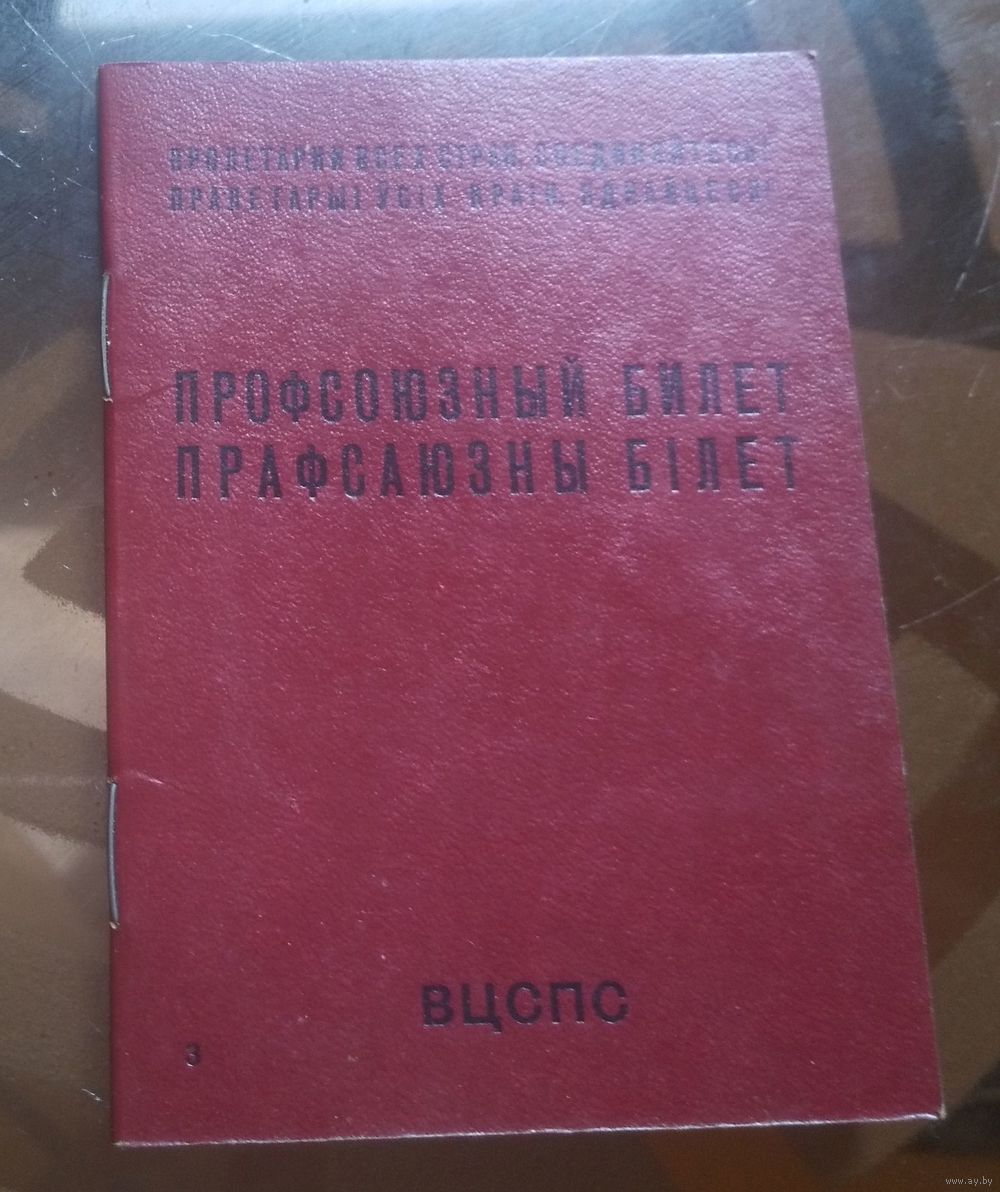 ПРОЛЕТАРИИ ВСЕХ СТРАН, СОЕДИНЯЙТЕСЬ!
ПРАЛЕТАРЫІ ЎСІХ КРАІН, ЯДНАЙЦЕСЯ!
ПРОФСОЮЗНЫЙ БИЛЕТ
ПРАФСАЮЗНЫ БІЛЕТ
ВЦСПС
3
www.ay.by